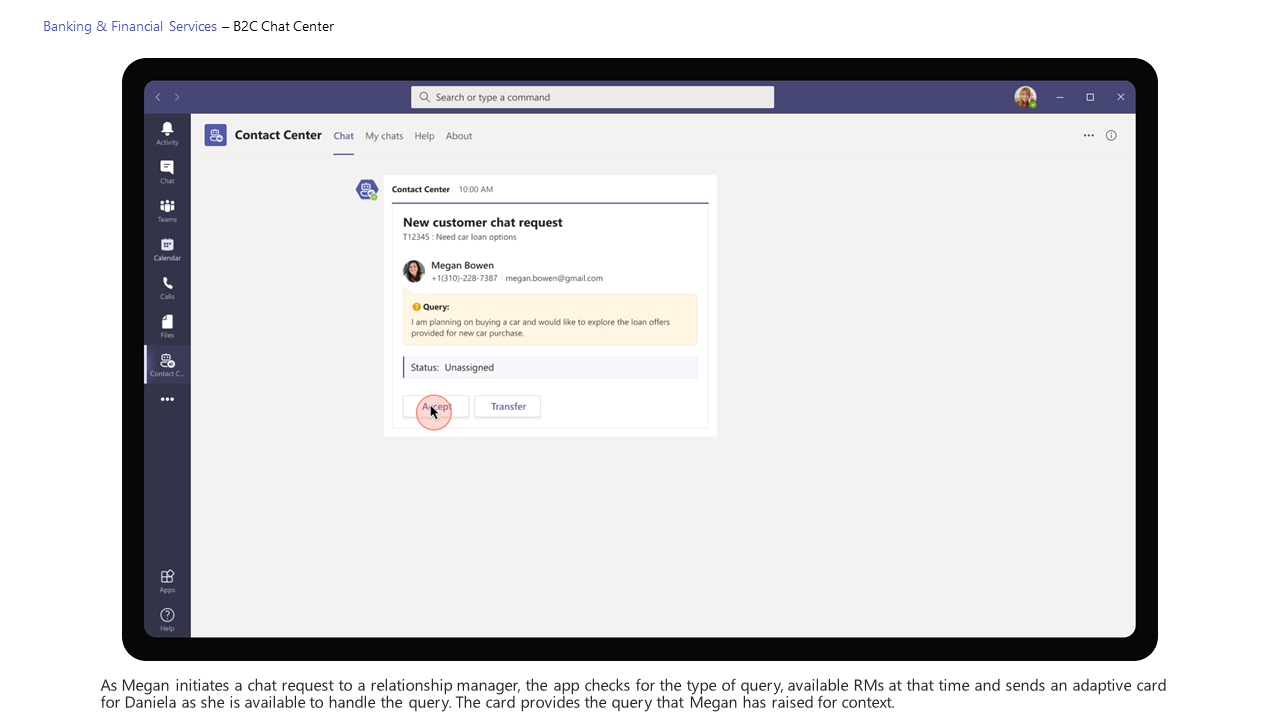 Banking & Financial Services – B2C Chat Center
Search or type a command
Activity
Chat
Teams
Calendar
Calls
Files
Contact C...
Apps
Help
Contact Center Chat My chats Help About
Contact Center 10:00 AM
New customer chat request
T12345 : Need car loan options
Megan Bowen
+1(310)-228-7387 megan.bowen@gmail.com
Query:
I am planning on buying a car and would like to explore the loan offers
provided for new car purchase.
Status: Unassigned
Accept Transfer
As Megan initiates a chat request to a relationship manager, the app checks for the type of query, available RMs at that time and sends an adaptive card
for Daniela as she is available to handle the query. The card provides the query that Megan has raised for context.